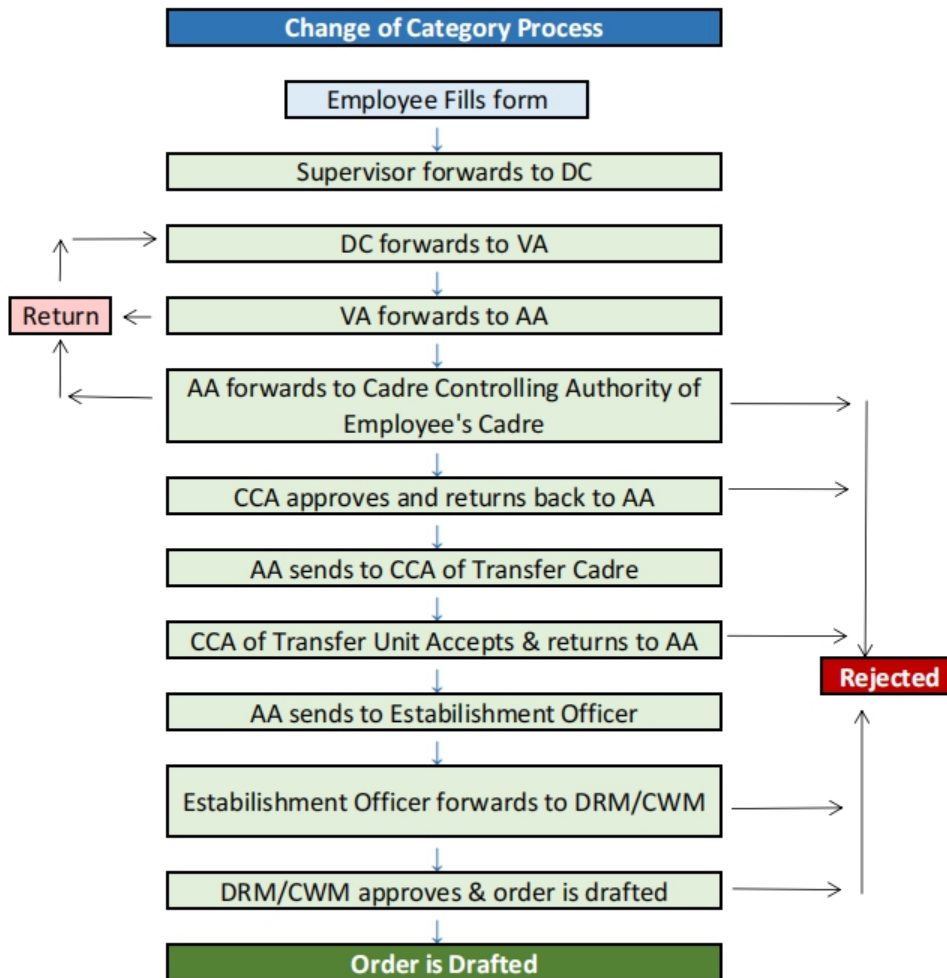 Change of Category Process
Employee Fills form
Supervisor forwards to DC
DC forwards to VA
Return
VA forwards to AA
AA forwards to Cadre Controlling Authority of
Employee's Cadre
CCA approves and returns back to AA
AA sends to CCA of Transfer Cadre
CCA of Transfer Unit Accepts & returns to AA
Rejected
AA sends to Estabilishment Officer
Estabilishment Officer forwards to DRM/CWM
DRM/CWM approves & order is drafted
Order is Drafted